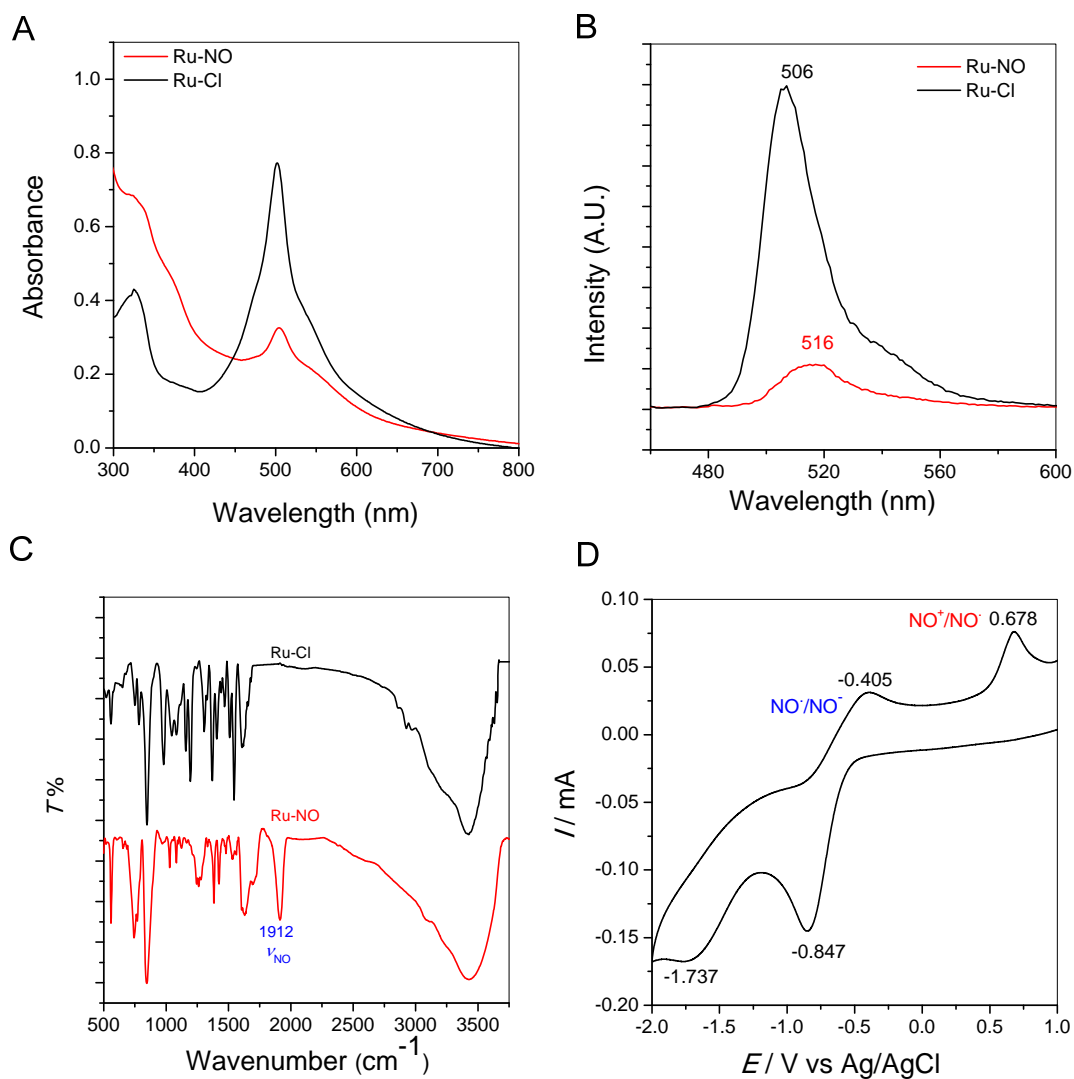 A
Ru-NO
Ru-Cl
1.0
0.8
0.6
0.4
0.2
0.0
300 400 500 600 700 800
Absorbance
Wavelength (nm)
B
506
Ru-NO
Ru-Cl
516
480 520 560 600
Intensity (A.U.)
Wavelength (nm)
C
Ru-Cl
Ru-NO
1912
νNO
500 1000 1500 2000 2500 3000 3500
T%
Wavenumber (cm⁻¹)
D
0.10
0.05
0.00
-0.05
-0.10
-0.15
-0.20
NO⁺/NO˙ 0.678
-0.405
NO˙/NO⁻
-0.847
-1.737
-2.0 -1.5 -1.0 -0.5 0.0 0.5 1.0
I / mA
E / V vs Ag/AgCl